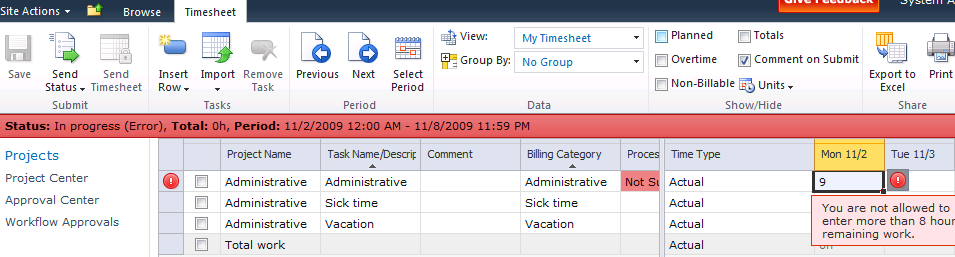 Site Actions Browse Timesheet Give Feedback System A
Save Send Status Send Timesheet Insert Row Import Remove Task Previous Next Select Period
View: My Timesheet
Group By: No Group
Planned Totals
Overtime Comment on Submit
Non-Billable Units
Export to Excel Print
Submit Tasks Period Data Show/Hide Share
Status: In progress (Error), Total: 0h, Period: 11/2/2009 12:00 AM - 11/8/2009 11:59 PM
Projects
Project Center
Approval Center
Workflow Approvals
Project Name Task Name/Descrip Comment Billing Category Proces Time Type Mon 11/2 Tue 11/3
Administrative Administrative Administrative Not Su Actual 9
Administrative Sick time Sick time Actual
Administrative Vacation Vacation Actual
Total work Actual
You are not allowed to
enter more than 8 hour
remaining work.